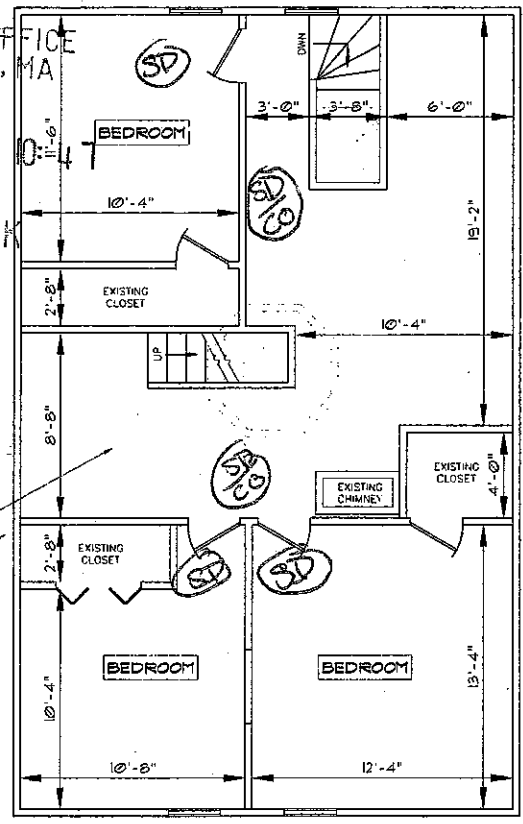 FFICE
, MA
SD
BEDROOM
11'-6"
10'-4"
2'-8"
EXISTING
CLOSET
DWN
3'-0"
3'-8"
6'-0"
SD
/
CO
19'-2"
10'-4"
UP
8'-8"
SD
/
CO
EXISTING
CHIMNEY
EXISTING
CLOSET
4'-0"
2'-8"
EXISTING
CLOSET
SD
SD
BEDROOM
BEDROOM
10'-4"
13'-4"
10'-8"
12'-4"